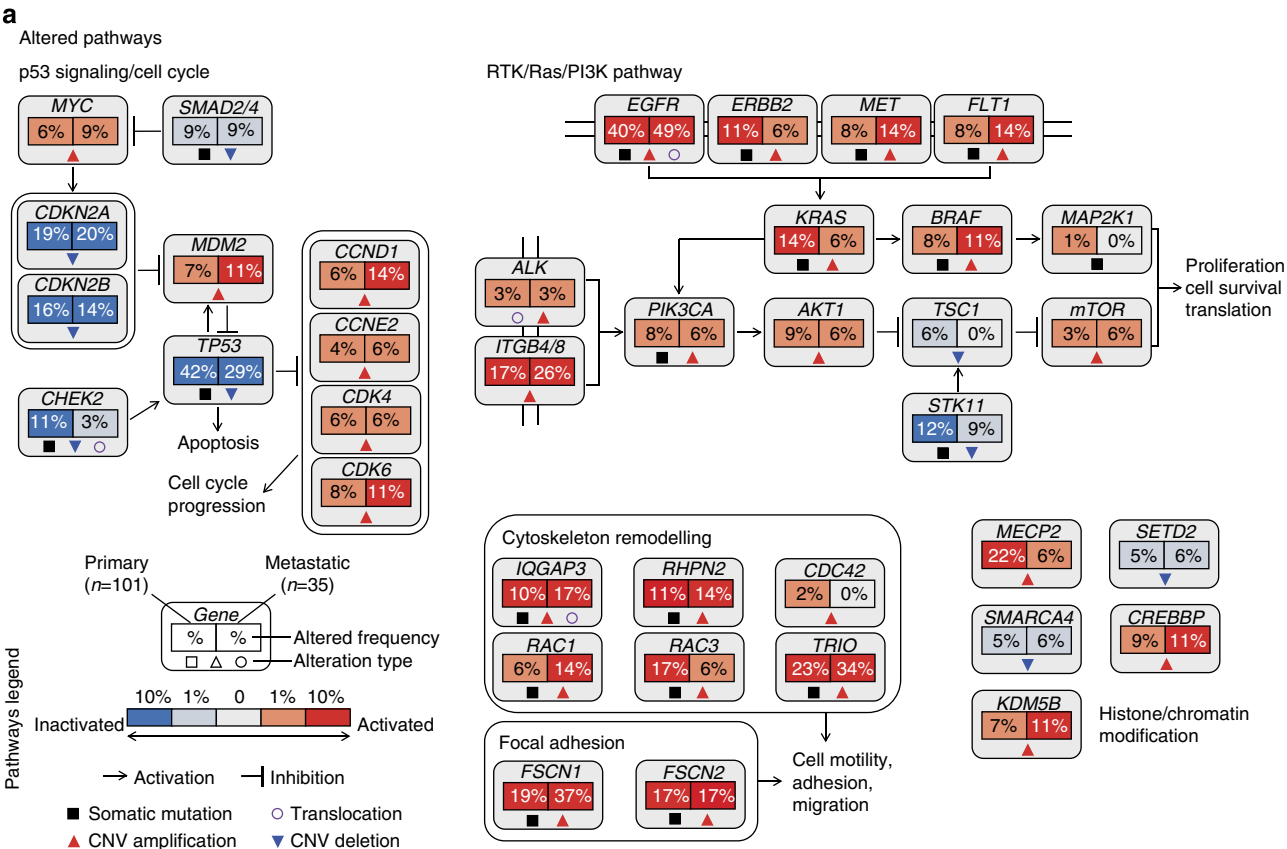 a
Altered pathways
p53 signaling/cell cycle
MYC
6% 9%
SMAD2/4
9% 9%
CDKN2A
19% 20%
CDKN2B
16% 14%
MDM2
7% 11%
TP53
42% 29%
CHEK2
11% 3%
Apoptosis
Cell cycle
progression
CCND1
6% 14%
CCNE2
4% 6%
CDK4
6% 6%
CDK6
8% 11%
RTK/Ras/PI3K pathway
EGFR
40% 49%
ERBB2
11% 6%
MET
8% 14%
FLT1
8% 14%
KRAS
14% 6%
BRAF
8% 11%
MAP2K1
1% 0%
ALK
3% 3%
ITGB4/8
17% 26%
PIK3CA
8% 6%
AKT1
9% 6%
TSC1
6% 0%
mTOR
3% 6%
STK11
12% 9%
Proliferation
cell survival
translation
Cytoskeleton remodelling
IQGAP3
10% 17%
RHPN2
11% 14%
CDC42
2% 0%
RAC1
6% 14%
RAC3
17% 6%
TRIO
23% 34%
Focal adhesion
FSCN1
19% 37%
FSCN2
17% 17%
Cell motility,
adhesion,
migration
MECP2
22% 6%
SETD2
5% 6%
SMARCA4
5% 6%
CREBBP
9% 11%
KDM5B
7% 11%
Histone/chromatin
modification
Pathways legend
Primary
(n=101)
Metastatic
(n=35)
Gene
% %
Altered frequency
Alteration type
10% 1% 0 1% 10%
Inactivated Activated
Activation Inhibition
Somatic mutation Translocation
CNV amplification CNV deletion